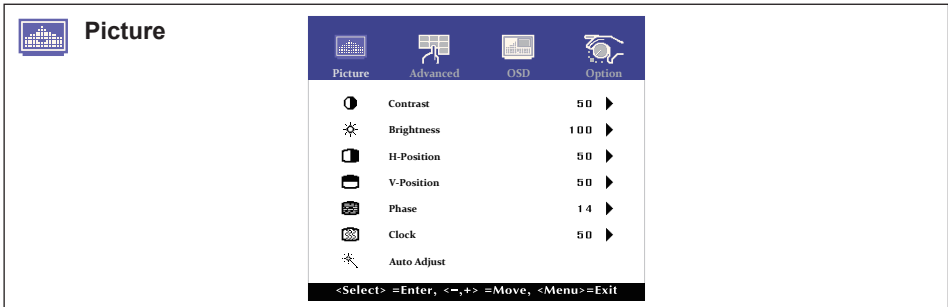 Picture
Picture Advanced OSD Option
Contrast 50
Brightness 100
H-Position 50
V-Position 50
Phase 14
Clock 50
Auto Adjust
<Select> =Enter, <−,+> =Move, <Menu>=Exit